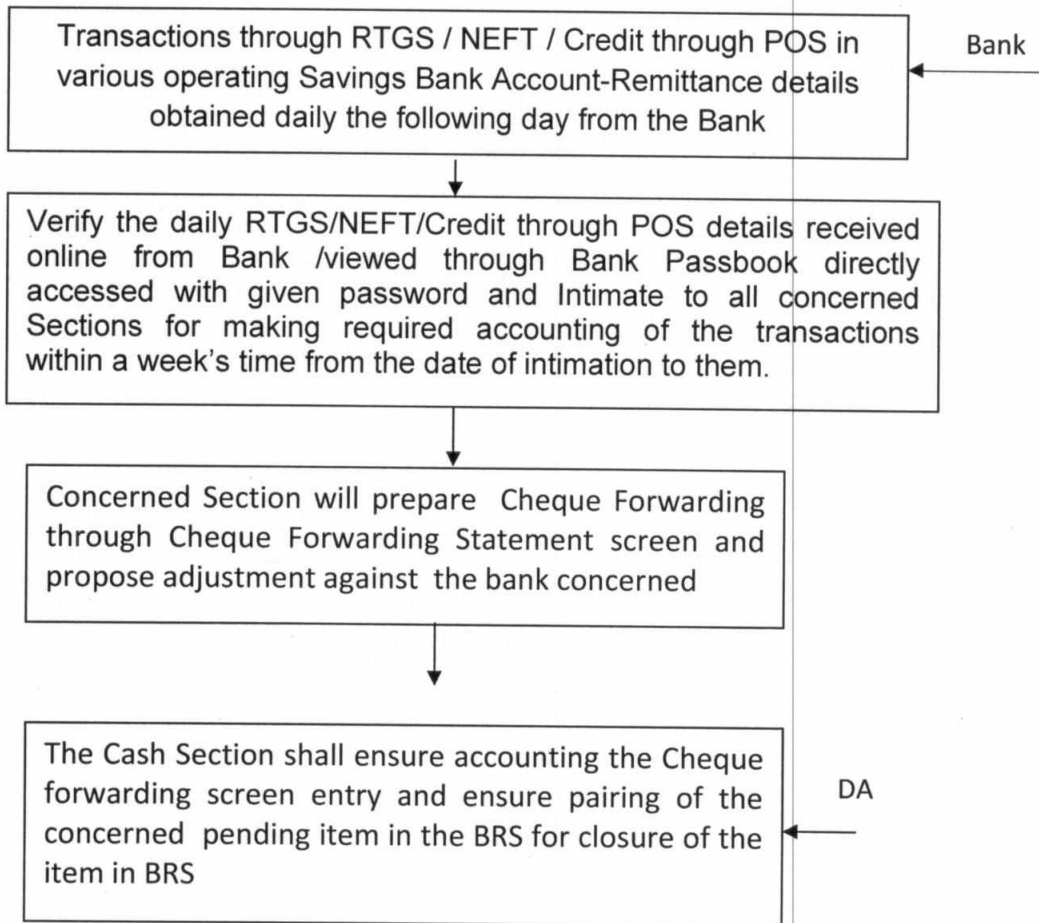 Transactions through RTGS / NEFT / Credit through POS in
various operating Savings Bank Account-Remittance details
obtained daily the following day from the Bank
Bank
Verify the daily RTGS/NEFT/Credit through POS details received
online from Bank /viewed through Bank Passbook directly
accessed with given password and Intimate to all concerned
Sections for making required accounting of the transactions
within a week's time from the date of intimation to them.
Concerned Section will prepare Cheque Forwarding
through Cheque Forwarding Statement screen and
propose adjustment against the bank concerned
The Cash Section shall ensure accounting the Cheque
forwarding screen entry and ensure pairing of the
concerned pending item in the BRS for closure of the
item in BRS
DA